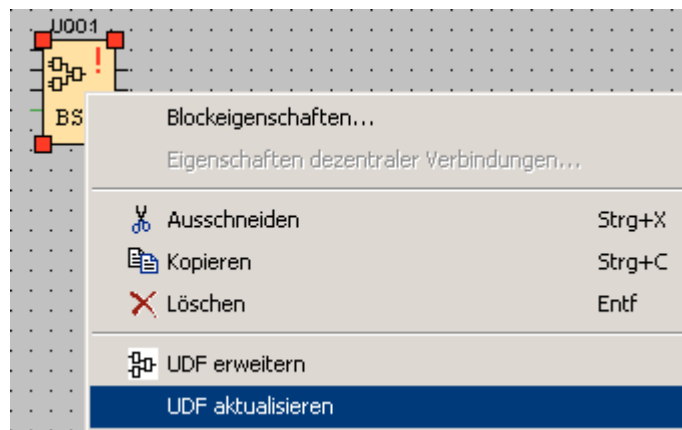 U001
BS
Blockeigenschaften...
Eigenschaften dezentraler Verbindungen...
Ausschneiden Strg+X
Kopieren Strg+C
Löschen Entf
UDF erweitern
UDF aktualisieren